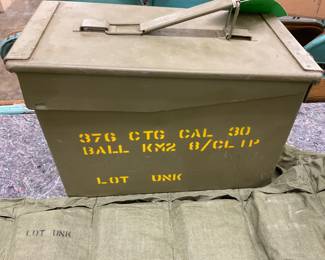 376 CTG CAL 30
BALL KM2 8/CLIP
LOT UNK
LOT UNK